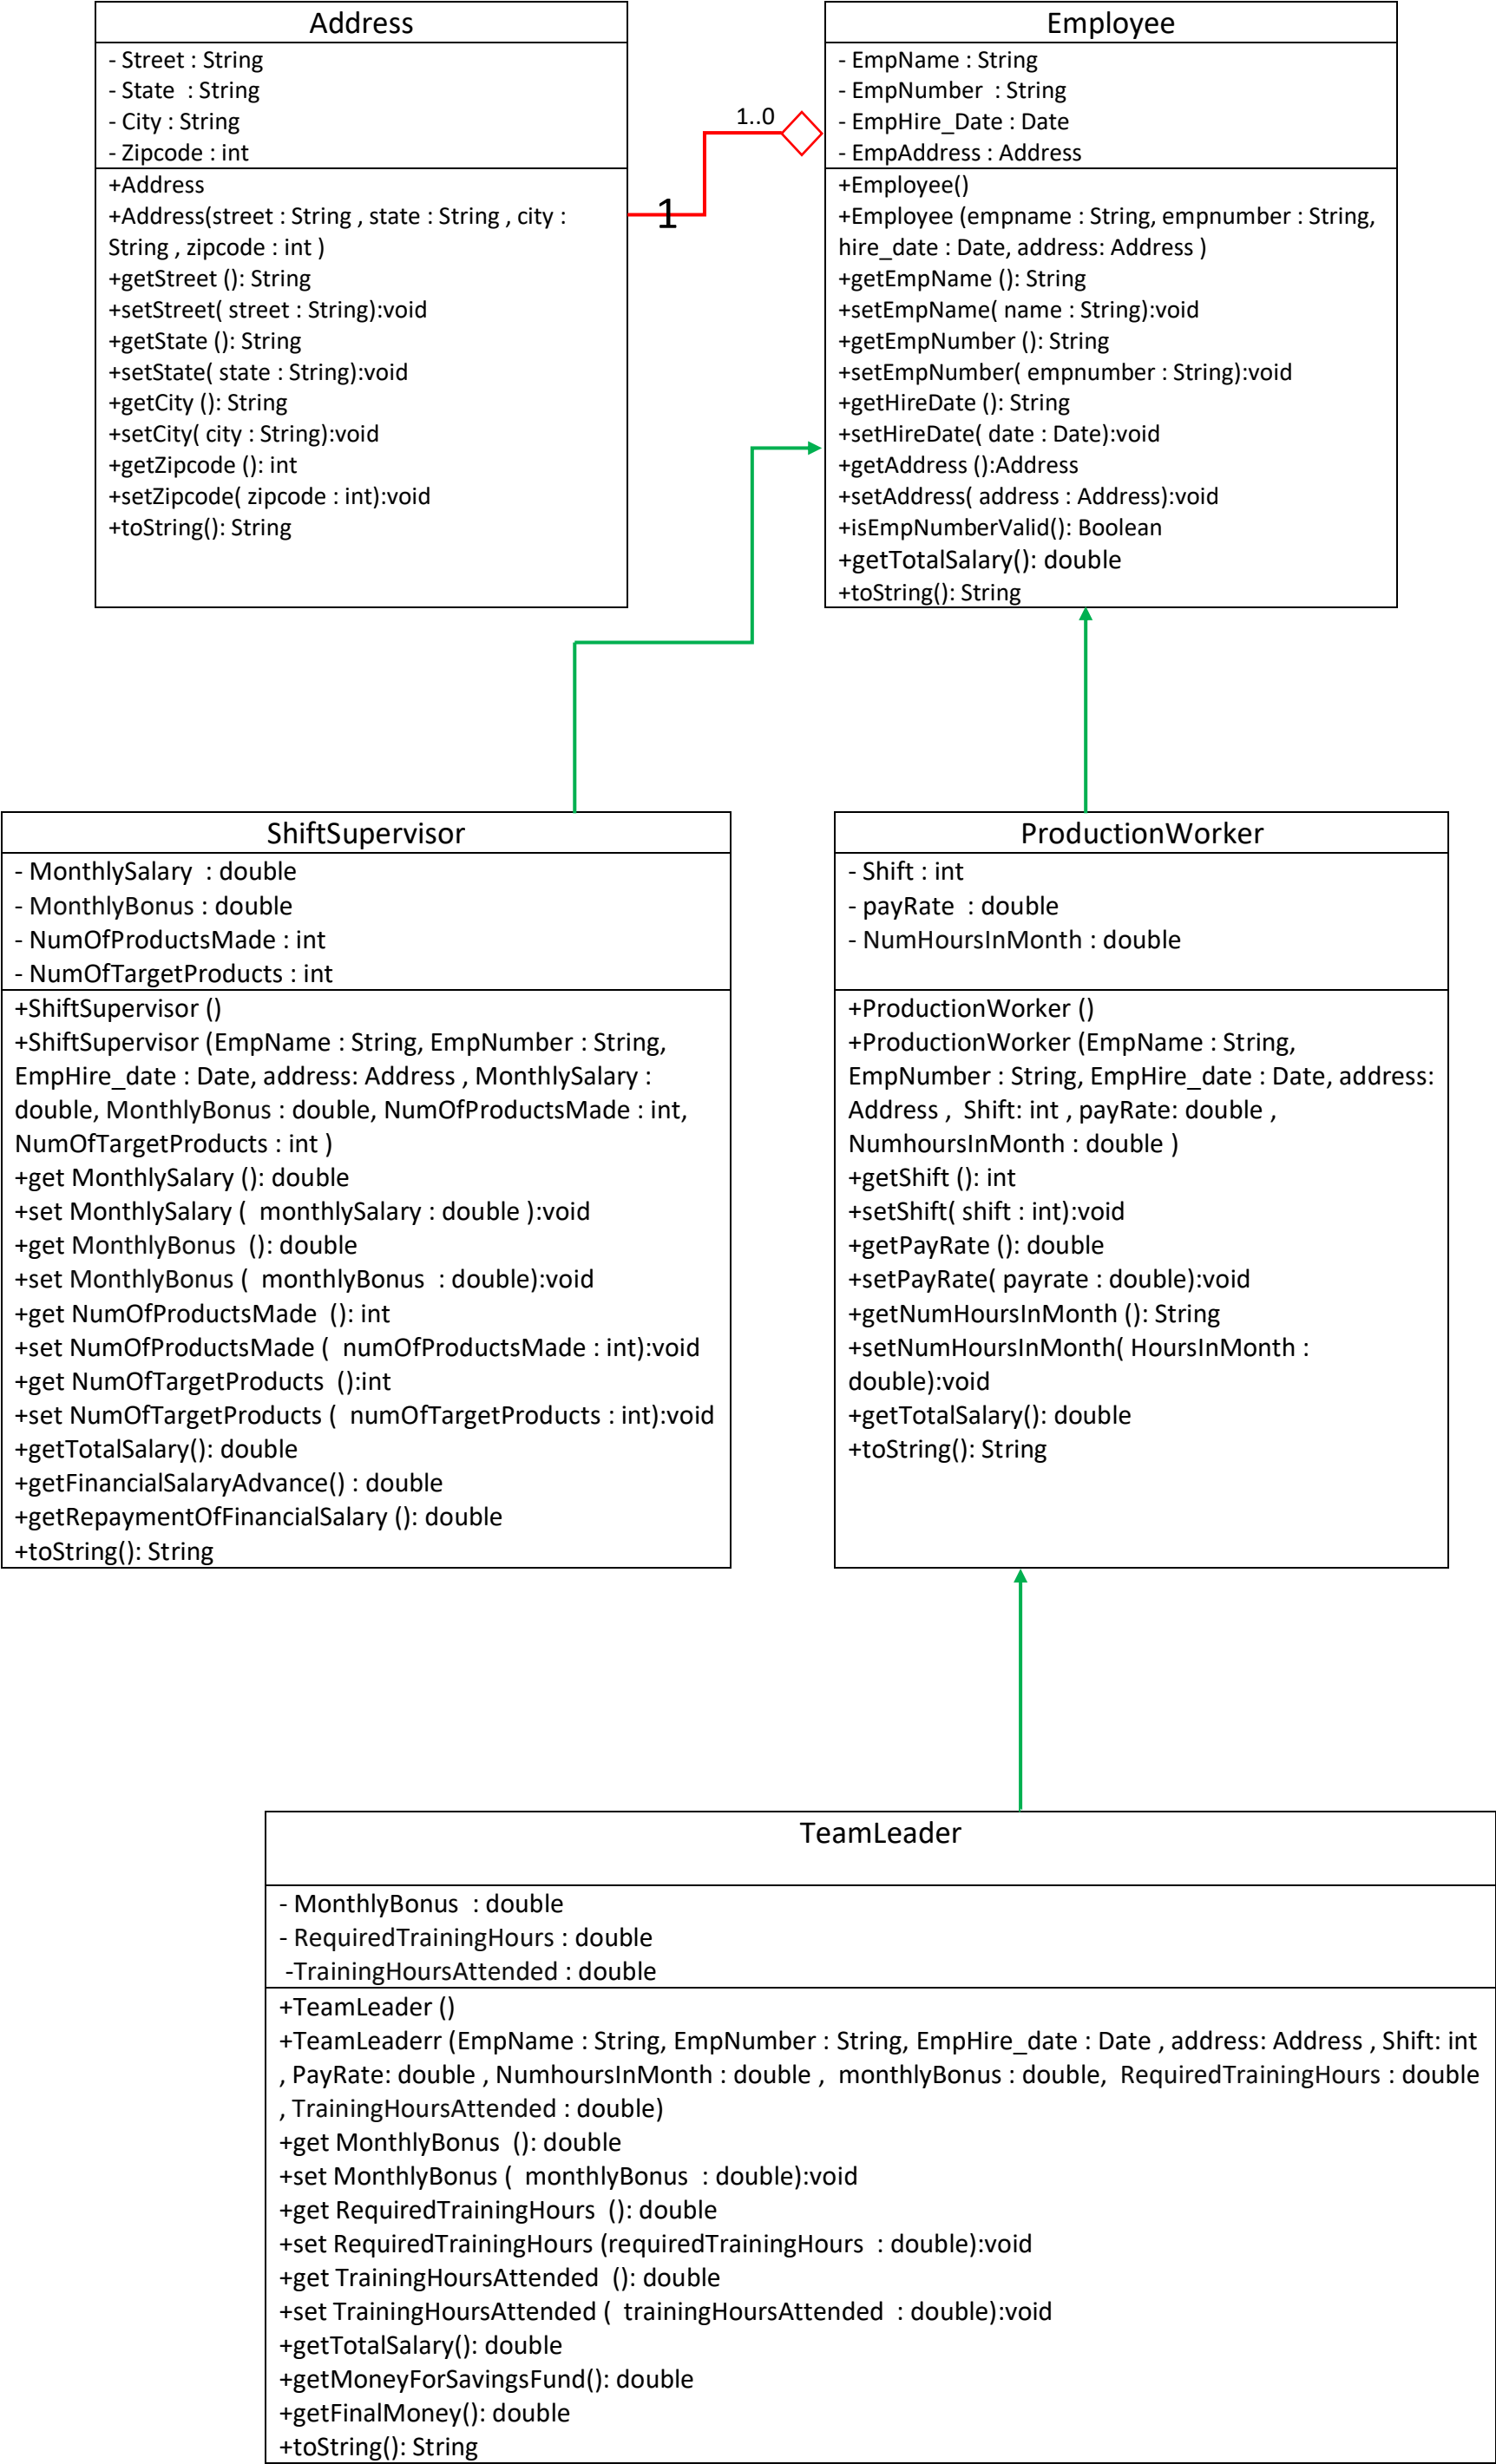 Address
- Street : String
- State  : String
- City : String
- Zipcode : int
+Address
+Address(street : String , state : String , city :
String , zipcode : int )
+getStreet (): String
+setStreet( street : String):void
+getState (): String
+setState( state : String):void
+getCity (): String
+setCity( city : String):void
+getZipcode (): int
+setZipcode( zipcode : int):void
+toString(): String
1..0
1
Employee
- EmpName : String
- EmpNumber  : String
- EmpHire_Date : Date
- EmpAddress : Address
+Employee()
+Employee (empname : String, empnumber : String,
hire_date : Date, address: Address )
+getEmpName (): String
+setEmpName( name : String):void
+getEmpNumber (): String
+setEmpNumber( empnumber : String):void
+getHireDate (): String
+setHireDate( date : Date):void
+getAddress ():Address
+setAddress( address : Address):void
+isEmpNumberValid(): Boolean
+getTotalSalary(): double
+toString(): String
ShiftSupervisor
- MonthlySalary  : double
- MonthlyBonus : double
- NumOfProductsMade : int
- NumOfTargetProducts : int
+ShiftSupervisor ()
+ShiftSupervisor (EmpName : String, EmpNumber : String,
EmpHire_date : Date, address: Address , MonthlySalary :
double, MonthlyBonus : double, NumOfProductsMade : int,
NumOfTargetProducts : int )
+get MonthlySalary (): double
+set MonthlySalary (  monthlySalary : double ):void
+get MonthlyBonus  (): double
+set MonthlyBonus (  monthlyBonus  : double):void
+get NumOfProductsMade  (): int
+set NumOfProductsMade (  numOfProductsMade : int):void
+get NumOfTargetProducts  ():int
+set NumOfTargetProducts (  numOfTargetProducts : int):void
+getTotalSalary(): double
+getFinancialSalaryAdvance() : double
+getRepaymentOfFinancialSalary (): double
+toString(): String
ProductionWorker
- Shift : int
- payRate  : double
- NumHoursInMonth : double
+ProductionWorker ()
+ProductionWorker (EmpName : String,
EmpNumber : String, EmpHire_date : Date, address:
Address ,  Shift: int , payRate: double ,
NumhoursInMonth : double )
+getShift (): int
+setShift( shift : int):void
+getPayRate (): double
+setPayRate( payrate : double):void
+getNumHoursInMonth (): String
+setNumHoursInMonth( HoursInMonth :
double):void
+getTotalSalary(): double
+toString(): String
TeamLeader
- MonthlyBonus  : double
- RequiredTrainingHours : double
-TrainingHoursAttended : double
+TeamLeader ()
+TeamLeaderr (EmpName : String, EmpNumber : String, EmpHire_date : Date , address: Address , Shift: int
, PayRate: double , NumhoursInMonth : double ,  monthlyBonus : double,  RequiredTrainingHours : double
, TrainingHoursAttended : double)
+get MonthlyBonus  (): double
+set MonthlyBonus (  monthlyBonus  : double):void
+get RequiredTrainingHours  (): double
+set RequiredTrainingHours (requiredTrainingHours  : double):void
+get TrainingHoursAttended  (): double
+set TrainingHoursAttended (  trainingHoursAttended  : double):void
+getTotalSalary(): double
+getMoneyForSavingsFund(): double
+getFinalMoney(): double
+toString(): String